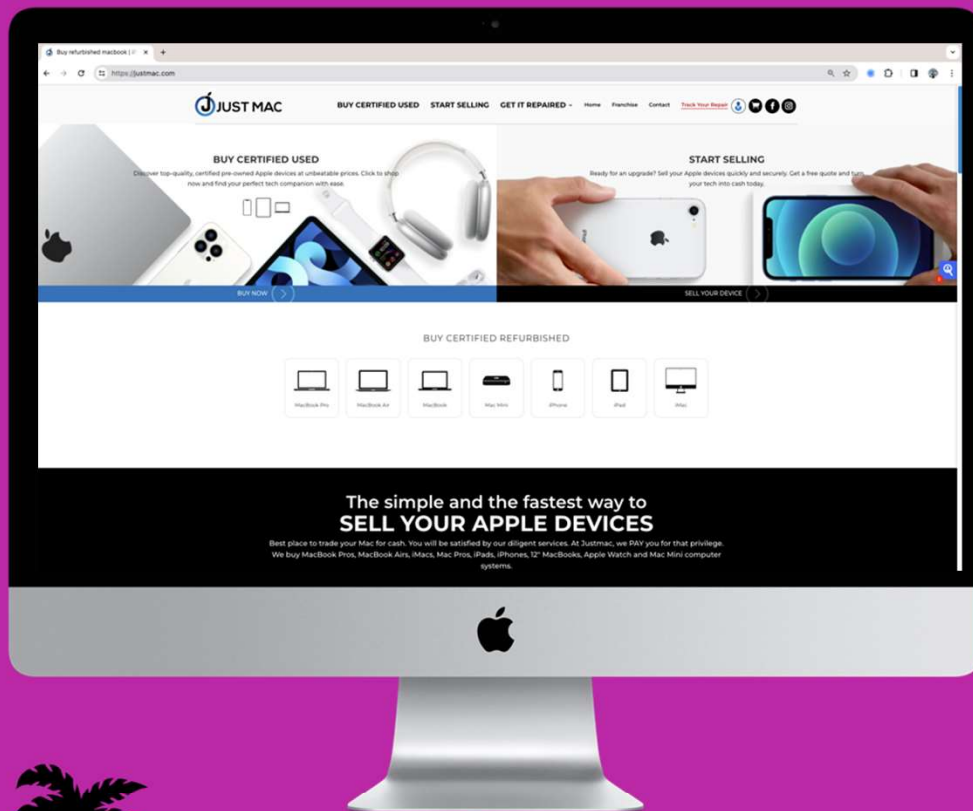 Buy refurbished macbook | i
https://justmac.com
JUST MAC
BUY CERTIFIED USED START SELLING GET IT REPAIRED Home Franchise Contact Track Your Repair
BUY CERTIFIED USED
Discover top-quality, certified pre-owned Apple devices at unbeatable prices. Click to shop
now and find your perfect tech companion with ease.
BUY NOW
START SELLING
Ready for an upgrade? Sell your Apple devices quickly and securely. Get a free quote and turn
your tech into cash today.
SELL YOUR DEVICE
BUY CERTIFIED REFURBISHED
MacBook Pro MacBook Air MacBook Mac Mini iPhone iPad iMac
The simple and the fastest way to
SELL YOUR APPLE DEVICES
Best place to trade your Mac for cash. You will be satisfied by our diligent services. At Justmac, we PAY you for that privilege.
We buy MacBook Pros, MacBook Airs, iMacs, Mac Pros, iPads, iPhones, 12" MacBooks, Apple Watch and Mac Mini computer
systems.